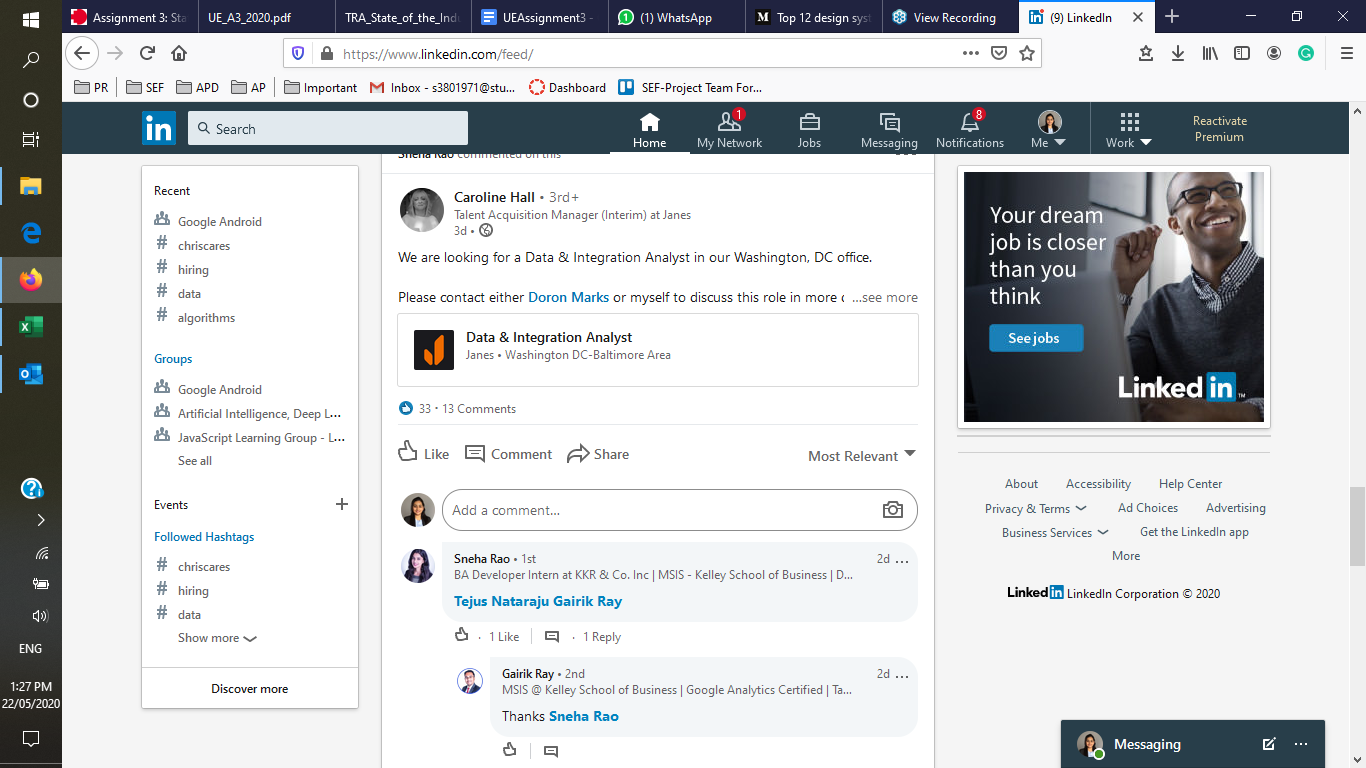 Assignment 3: Sta
UE_A3_2020.pdf
TRA_State_of_the_Indu
UEAssignment3 -
(1) WhatsApp
M Top 12 design syst
View Recording
(9) LinkedIn
https://www.linkedin.com/feed/
PR
SEF
APD
AP
Important
Inbox - s3801971@stu...
Dashboard
SEF-Project Team For...
in
Search
Home
1
My Network
Jobs
Messaging
8
Notifications
Me
Work
Reactivate
Premium
Recent
Google Android
# chriscares
# hiring
# data
# algorithms
Groups
Google Android
Artificial Intelligence, Deep L...
JavaScript Learning Group - L...
See all
Events +
Followed Hashtags
# chriscares
# hiring
# data
Show more
Discover more
Sneha Rao commented on this
Caroline Hall • 3rd+
Talent Acquisition Manager (Interim) at Janes
3d •
We are looking for a Data & Integration Analyst in our Washington, DC office.
Please contact either Doron Marks or myself to discuss this role in more ...see more
Data & Integration Analyst
Janes • Washington DC-Baltimore Area
33 • 13 Comments
Like Comment Share Most Relevant
Add a comment...
Sneha Rao • 1st 2d ...
BA Developer Intern at KKR & Co. Inc | MSIS - Kelley School of Business | D...
Tejus Nataraju Gairik Ray
· 1 Like · 1 Reply
Gairik Ray • 2nd 2d ...
MSIS @ Kelley School of Business | Google Analytics Certified | Ta...
Thanks Sneha Rao
Your dream
job is closer
than you
think
See jobs
Linked in
About Accessibility Help Center
Privacy & Terms Ad Choices Advertising
Business Services Get the LinkedIn app
More
Linked in LinkedIn Corporation © 2020
Messaging ...
ENG
1:27 PM
22/05/2020